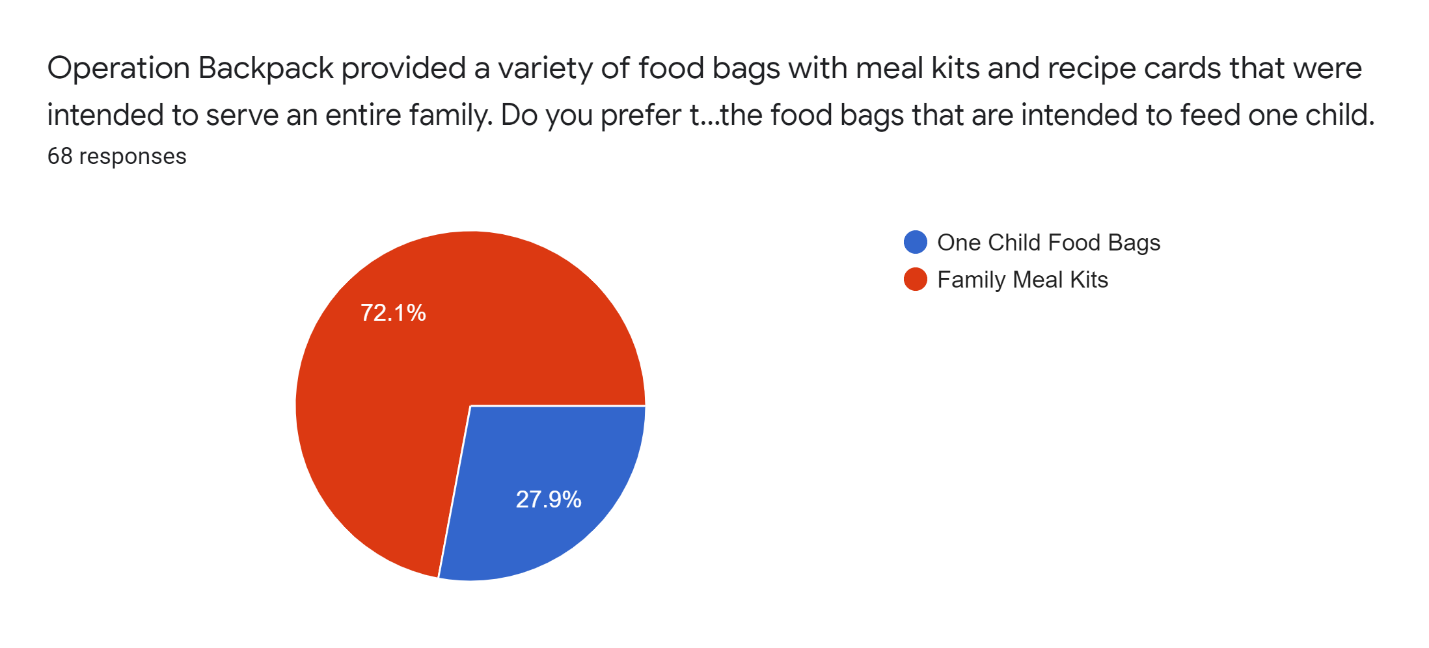 Operation Backpack provided a variety of food bags with meal kits and recipe cards that were
intended to serve an entire family. Do you prefer t...the food bags that are intended to feed one child.
68 responses
One Child Food Bags
Family Meal Kits
72.1%
27.9%